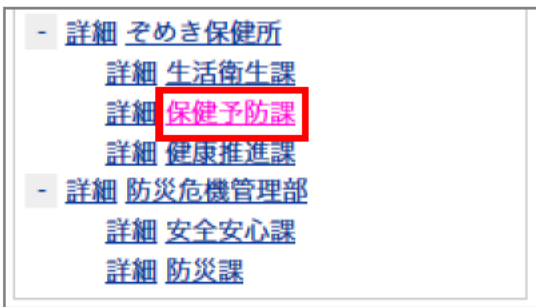 - 詳細 ぞめき保健所
詳細 生活衛生課
詳細 保健予防課
詳細 健康推進課
- 詳細 防災危機管理部
詳細 安全安心課
詳細 防災課